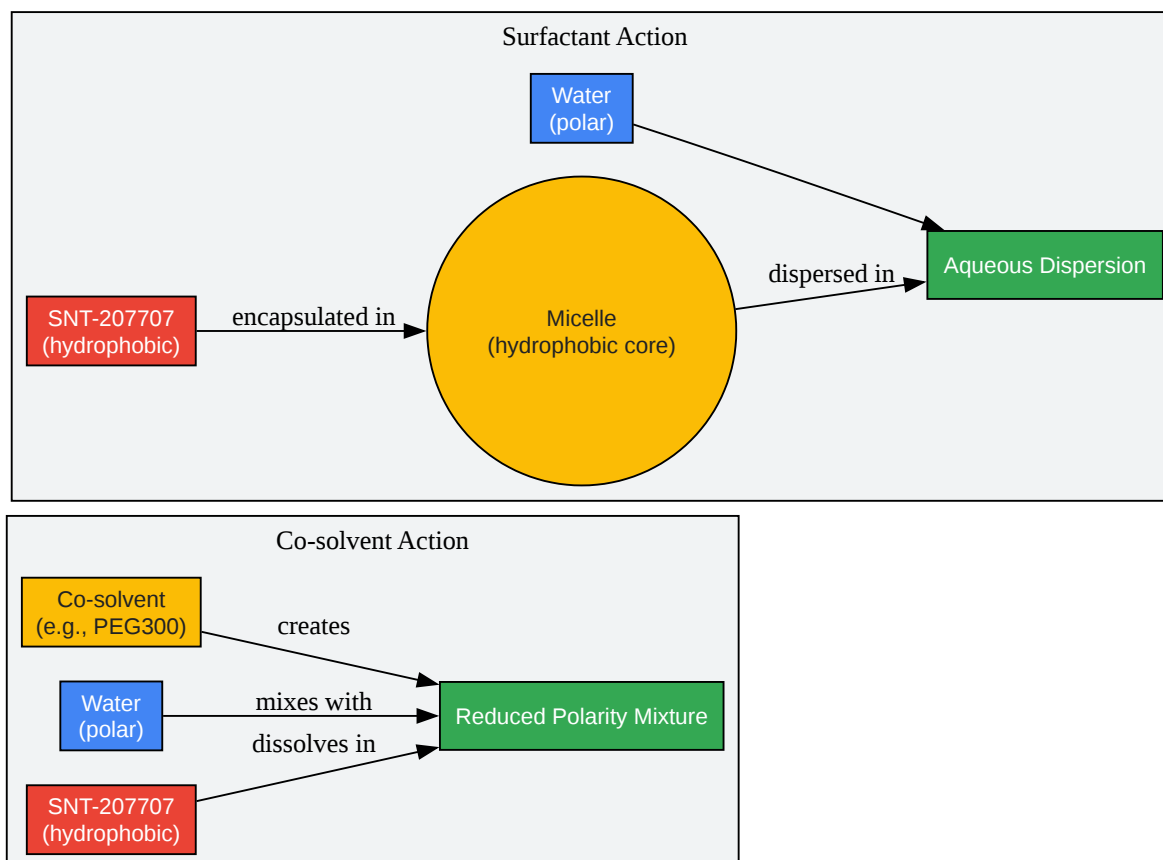 Surfactant Action
Water
(polar)
Aqueous Dispersion
dispersed in
SNT-207707
(hydrophobic)
encapsulated in
Micelle
(hydrophobic core)
Co-solvent Action
Co-solvent
(e.g., PEG300)
creates
Water
(polar)
mixes with
Reduced Polarity Mixture
dissolves in
SNT-207707
(hydrophobic)